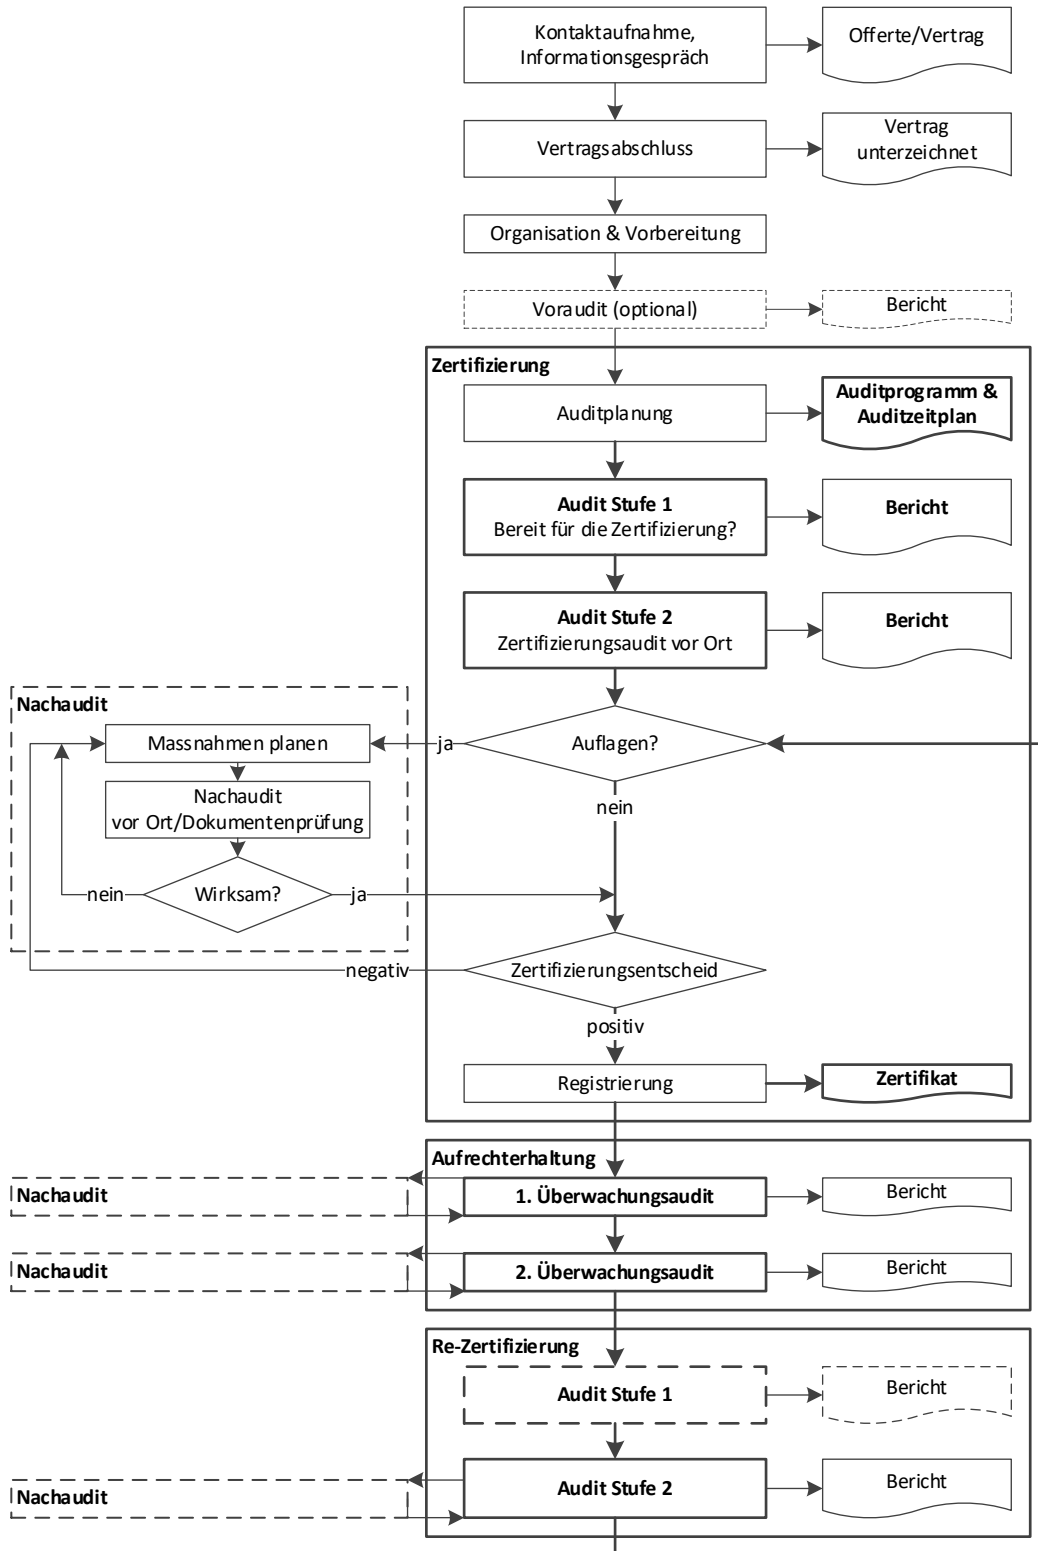 Kontaktaufnahme,
Informationsgespräch
Offerte/Vertrag
Vertragsabschluss
Vertrag
unterzeichnet
Organisation & Vorbereitung
Voraudit (optional)
Bericht
Zertifizierung
Auditplanung
Auditprogramm &
Auditzeitplan
Audit Stufe 1
Bereit für die Zertifizierung?
Bericht
Audit Stufe 2
Zertifizierungsaudit vor Ort
Bericht
Nachaudit
Massnahmen planen
ja
Auflagen?
Nachaudit
vor Ort/Dokumentenprüfung
nein
nein
Wirksam?
ja
negativ
Zertifizierungsentscheid
positiv
Registrierung
Zertifikat
Aufrechterhaltung
Nachaudit
1. Überwachungsaudit
Bericht
Nachaudit
2. Überwachungsaudit
Bericht
Re-Zertifizierung
Audit Stufe 1
Bericht
Nachaudit
Audit Stufe 2
Bericht